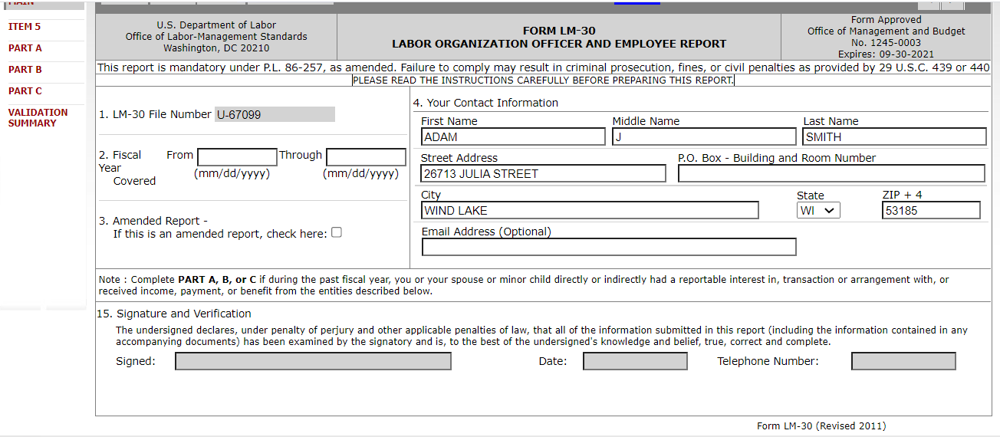 MAIN
ITEM 5
PART A
PART B
PART C
VALIDATION
SUMMARY
U.S. Department of Labor
Office of Labor-Management Standards
Washington, DC 20210
FORM LM-30
LABOR ORGANIZATION OFFICER AND EMPLOYEE REPORT
Form Approved
Office of Management and Budget
No. 1245-0003
Expires: 09-30-2021
This report is mandatory under P.L. 86-257, as amended. Failure to comply may result in criminal prosecution, fines, or civil penalties as provided by 29 U.S.C. 439 or 440
PLEASE READ THE INSTRUCTIONS CAREFULLY BEFORE PREPARING THIS REPORT.
1. LM-30 File Number U-67099
2. Fiscal From Through
Year
(mm/dd/yyyy) (mm/dd/yyyy)
Covered
3. Amended Report -
If this is an amended report, check here:
4. Your Contact Information
First Name Middle Name Last Name
ADAM J SMITH
Street Address P.O. Box - Building and Room Number
26713 JULIA STREET
City State ZIP + 4
WIND LAKE WI 53185
Email Address (Optional)
Note : Complete PART A, B, or C if during the past fiscal year, you or your spouse or minor child directly or indirectly had a reportable interest in, transaction or arrangement with, or
received income, payment, or benefit from the entities described below.
15. Signature and Verification
The undersigned declares, under penalty of perjury and other applicable penalties of law, that all of the information submitted in this report (including the information contained in any
accompanying documents) has been examined by the signatory and is, to the best of the undersigned's knowledge and belief, true, correct and complete.
Signed: Date: Telephone Number:
Form LM-30 (Revised 2011)